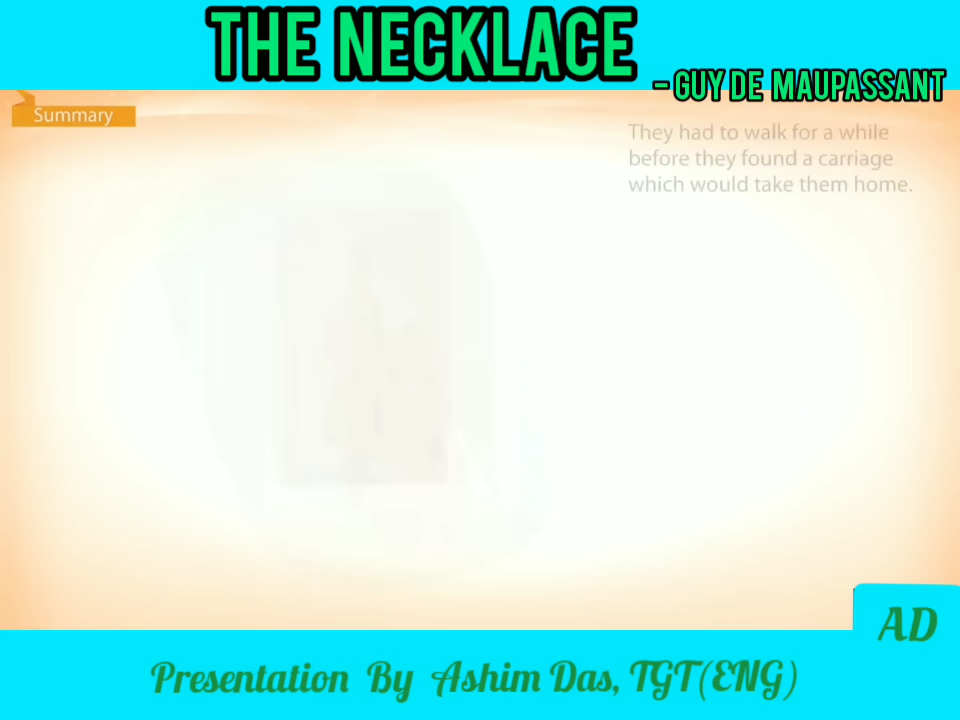 THE NECKLACE
- GUY DE MAUPASSANT
Summary
They had to walk for a while
before they found a carriage
which would take them home.
AD
Presentation By Ashim Das, TGT(ENG)